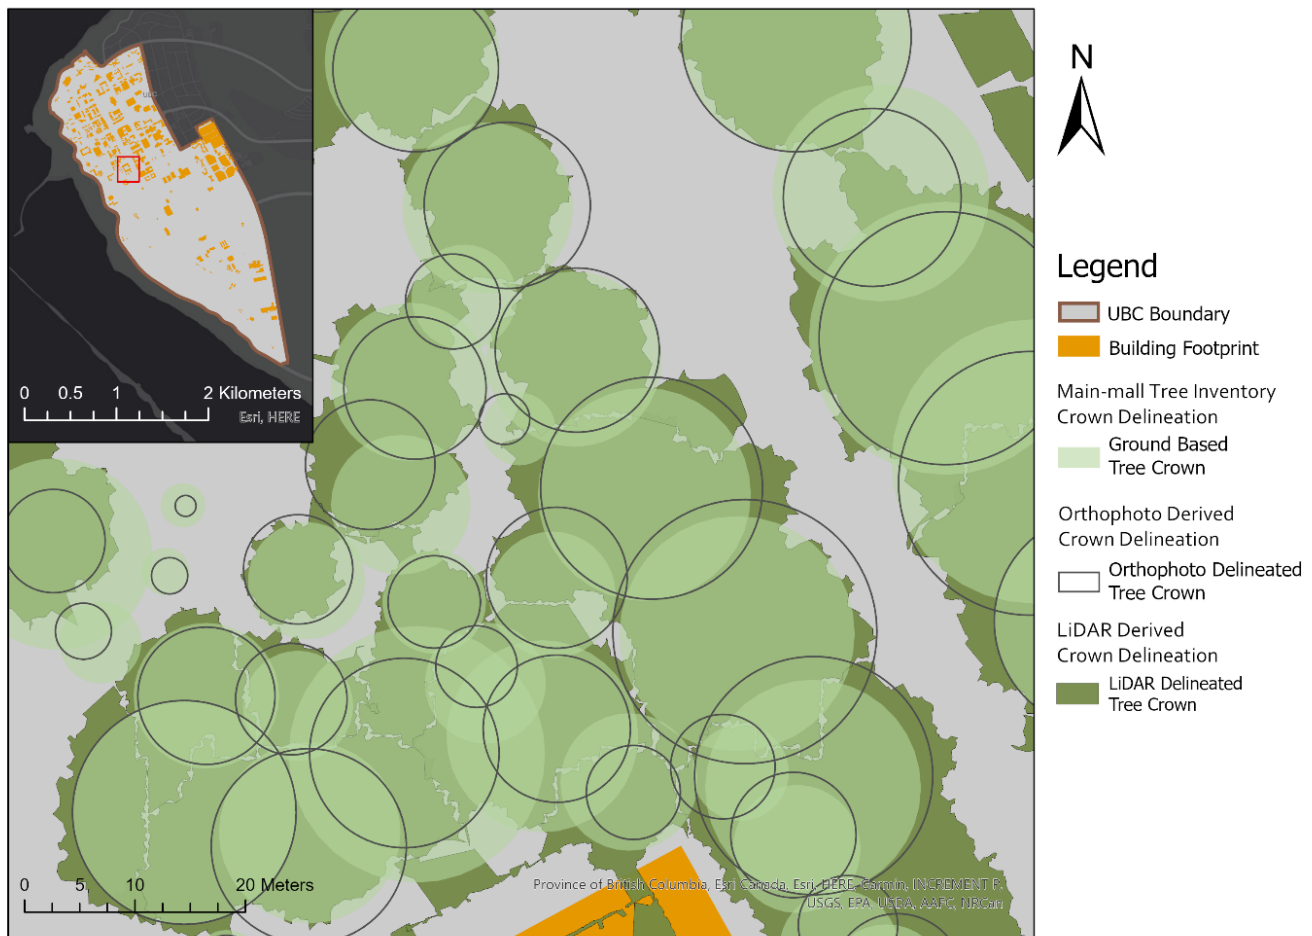 UBC
0 0.5 1 2 Kilometers
Esri, HERE
0 5 10 20 Meters
Province of British Columbia, Esri Canada, Esri, HERE, Garmin, INCREMENT P,
USGS, EPA, USDA, AAFC, NRCan
N
Legend
UBC Boundary
Building Footprint
Main-mall Tree Inventory
Crown Delineation
Ground Based
Tree Crown
Orthophoto Derived
Crown Delineation
Orthophoto Delineated
Tree Crown
LiDAR Derived
Crown Delineation
LiDAR Delineated
Tree Crown